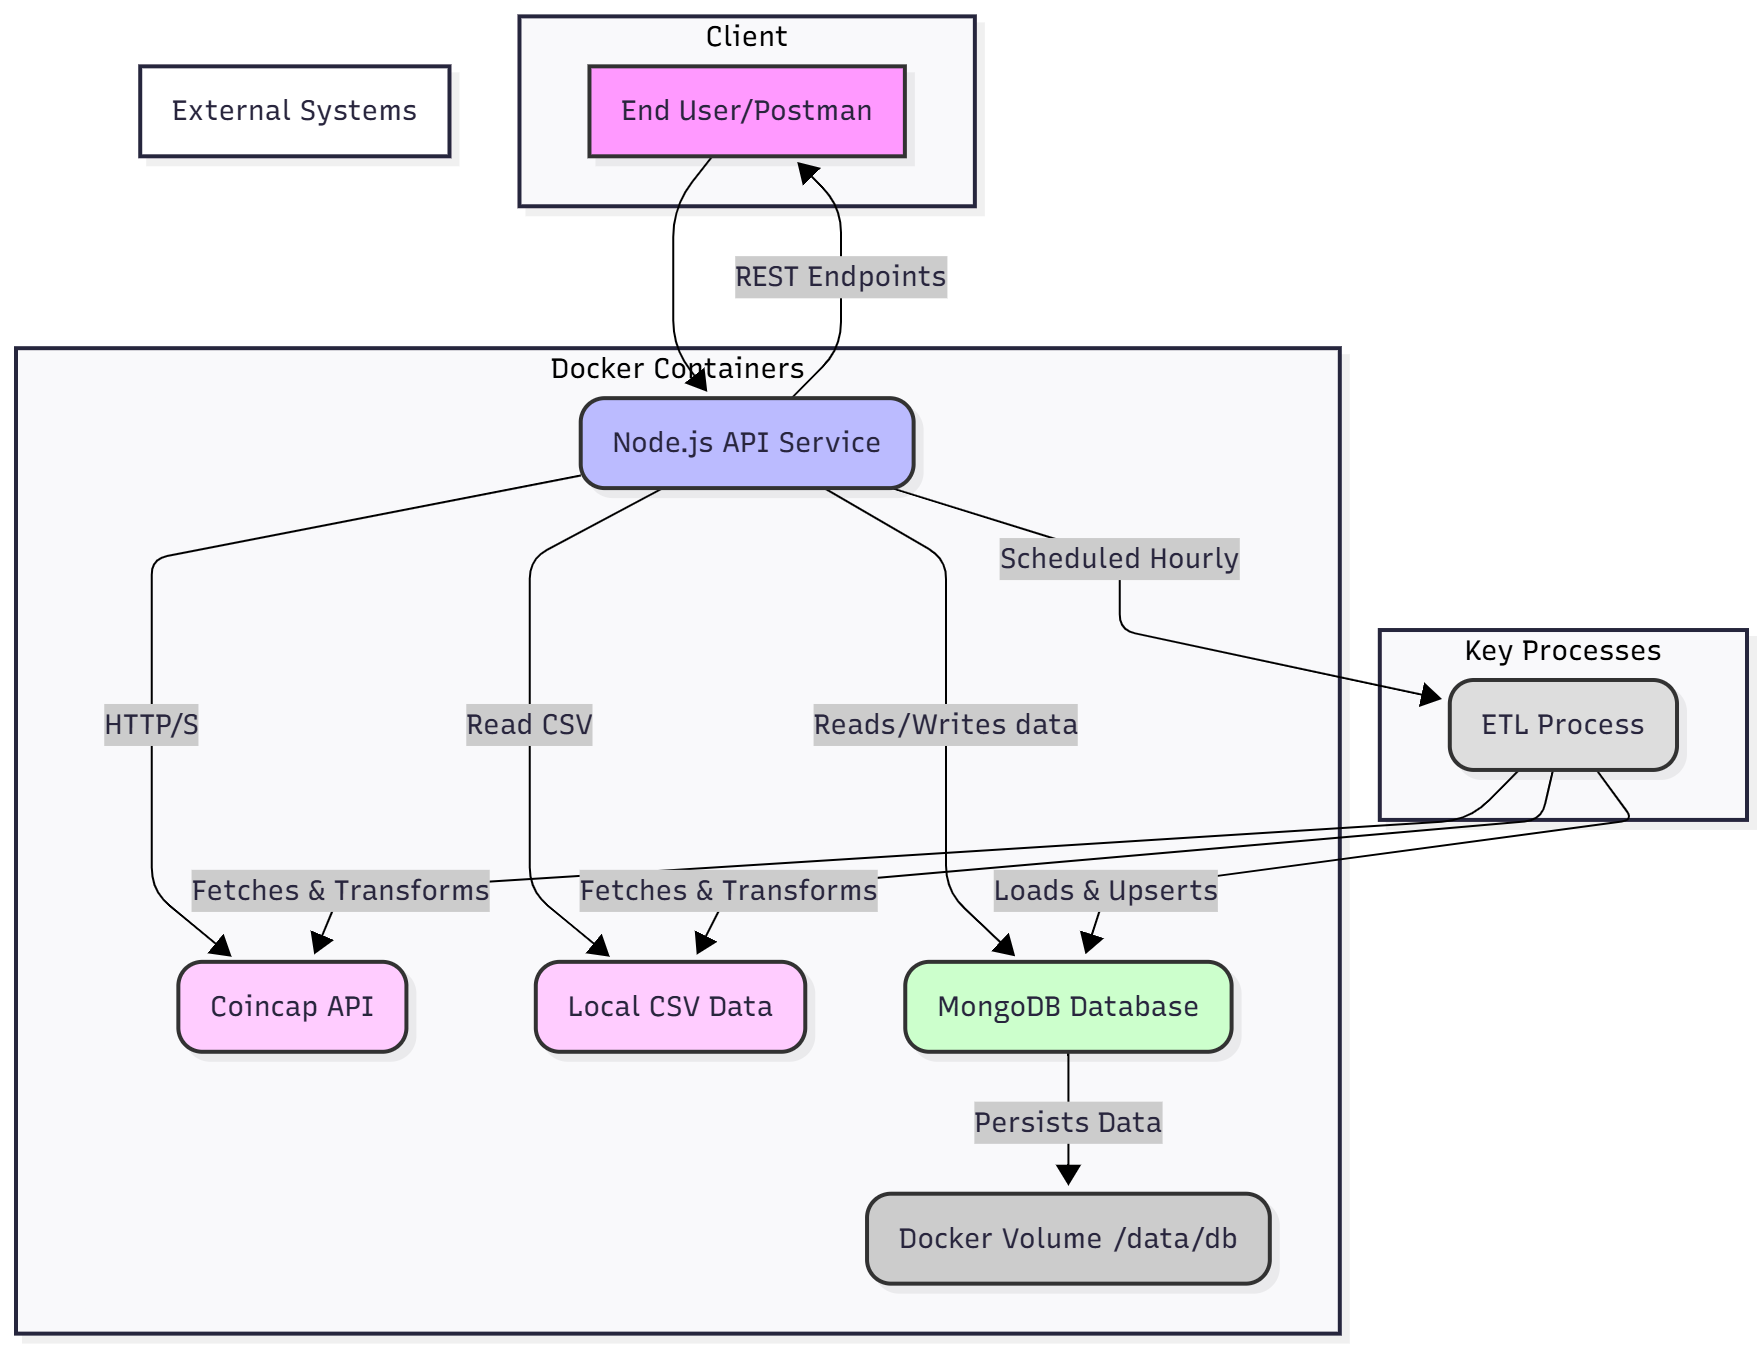 Client
External Systems
End User/Postman
REST Endpoints
Docker Containers
Node.js API Service
Scheduled Hourly
Key Processes
ETL Process
HTTP/S
Read CSV
Reads/Writes data
Fetches & Transforms
Fetches & Transforms
Loads & Upserts
Coincap API
Local CSV Data
MongoDB Database
Persists Data
Docker Volume /data/db